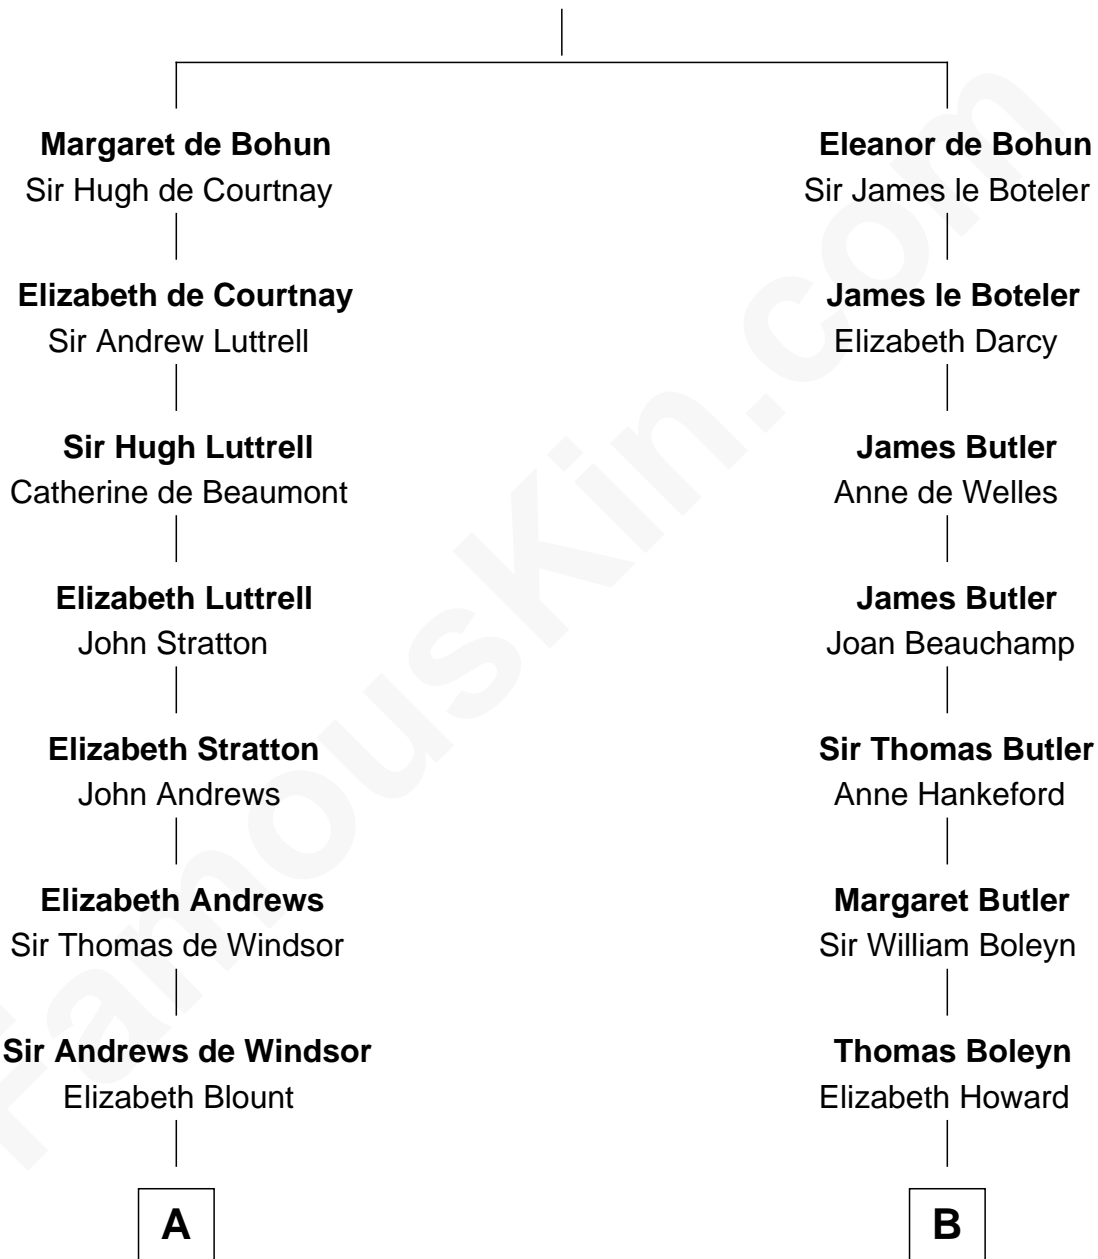 Margaret de Bohun
Sir Hugh de Courtnay
Elizabeth de Courtnay
Sir Andrew Luttrell
Sir Hugh Luttrell
Catherine de Beaumont
Elizabeth Luttrell
John Stratton
Elizabeth Stratton
John Andrews
Elizabeth Andrews
Sir Thomas de Windsor
Sir Andrews de Windsor
Elizabeth Blount
A
Eleanor de Bohun
Sir James le Boteler
James le Boteler
Elizabeth Darcy
James Butler
Anne de Welles
James Butler
Joan Beauchamp
Sir Thomas Butler
Anne Hankeford
Margaret Butler
Sir William Boleyn
Thomas Boleyn
Elizabeth Howard
B
FamousKin.com